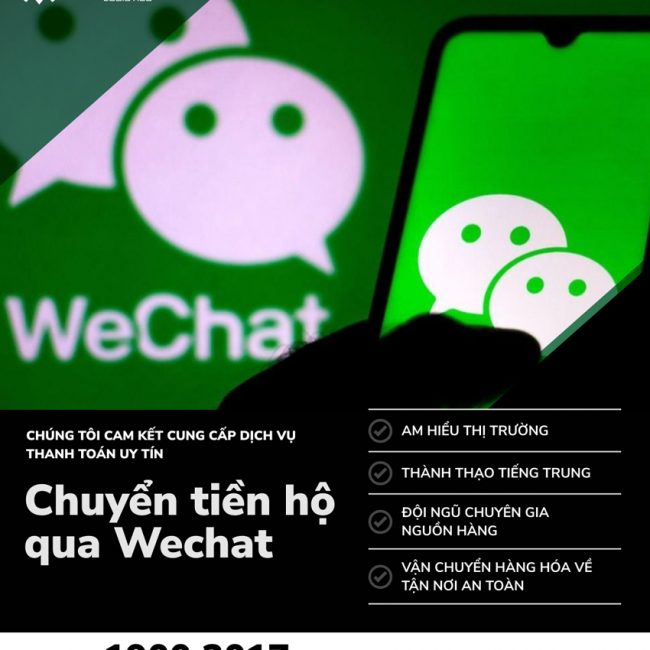 WeChat
CHÚNG TÔI CAM KẾT CUNG CẤP DỊCH VỤ
THANH TOÁN UY TÍN
Chuyển tiền hộ
qua Wechat
AM HIỂU THỊ TRƯỜNG
THÀNH THẠO TIẾNG TRUNG
ĐỘI NGŨ CHUYÊN GIA
NGUỒN HÀNG
VẬN CHUYỂN HÀNG HÓA VỀ
TẬN NƠI AN TOÀN